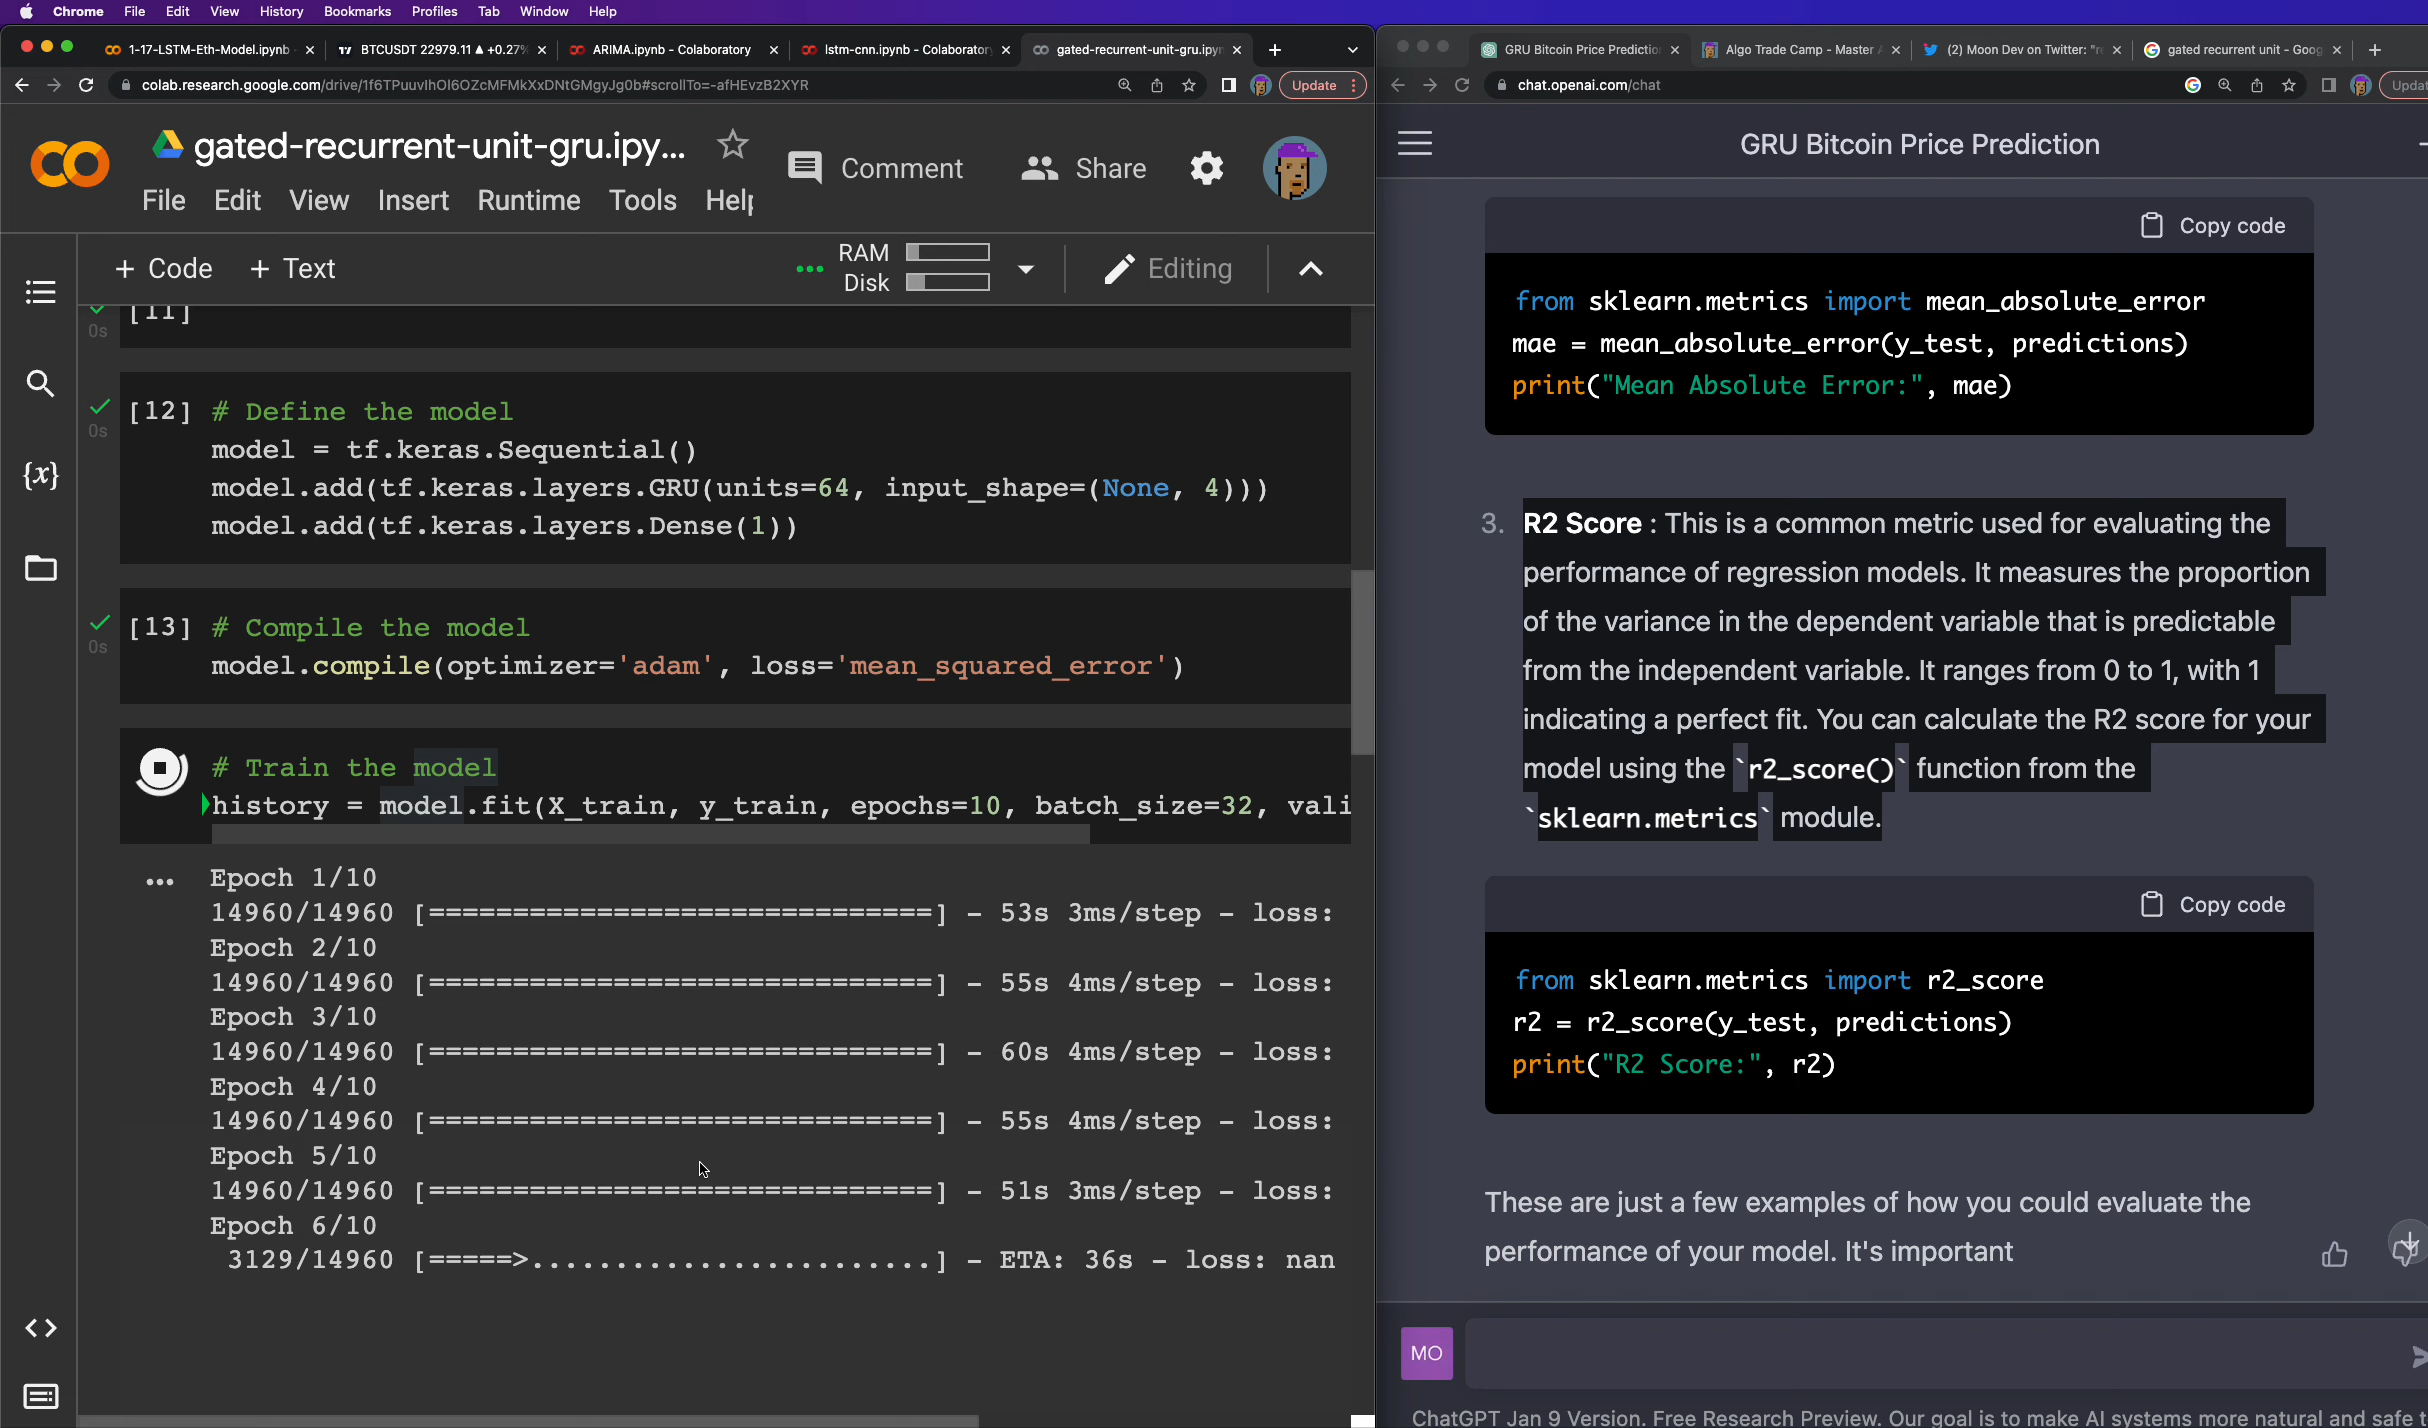 Chrome File Edit View History Bookmarks Profiles Tab Window Help
1-17-LSTM-Eth-Model.ipynb
BTCUSDT 22979.11 ▲ +0.27%
ARIMA.ipynb - Colaboratory
lstm-cnn.ipynb - Colaboratory
gated-recurrent-unit-gru.ipyn
colab.research.google.com/drive/1f6TPuuvIhOI6OZcMFMkXxDNtGMgyJg0b#scrollTo=-afHEvzB2XYR
Update
gated-recurrent-unit-gru.ipy...
Comment
Share
File Edit View Insert Runtime Tools Help
+ Code + Text
RAM
Disk
Editing
[11]
0s
[12] # Define the model
0s
model = tf.keras.Sequential()
model.add(tf.keras.layers.GRU(units=64, input_shape=(None, 4)))
model.add(tf.keras.layers.Dense(1))
[13] # Compile the model
0s
model.compile(optimizer='adam', loss='mean_squared_error')
# Train the model
history = model.fit(X_train, y_train, epochs=10, batch_size=32, vali
Epoch 1/10
14960/14960 [==============================] - 53s 3ms/step - loss:
Epoch 2/10
14960/14960 [==============================] - 55s 4ms/step - loss:
Epoch 3/10
14960/14960 [==============================] - 60s 4ms/step - loss:
Epoch 4/10
14960/14960 [==============================] - 55s 4ms/step - loss:
Epoch 5/10
14960/14960 [==============================] - 51s 3ms/step - loss:
Epoch 6/10
3129/14960 [=====>........................] - ETA: 36s - loss: nan
GRU Bitcoin Price Prediction
Algo Trade Camp - Master
(2) Moon Dev on Twitter: "r
gated recurrent unit - Goog
chat.openai.com/chat
Updat
GRU Bitcoin Price Prediction
Copy code
from sklearn.metrics import mean_absolute_error
mae = mean_absolute_error(y_test, predictions)
print("Mean Absolute Error:", mae)
3. R2 Score : This is a common metric used for evaluating the
performance of regression models. It measures the proportion
of the variance in the dependent variable that is predictable
from the independent variable. It ranges from 0 to 1, with 1
indicating a perfect fit. You can calculate the R2 score for your
model using the `r2_score()` function from the
`sklearn.metrics` module.
Copy code
from sklearn.metrics import r2_score
r2 = r2_score(y_test, predictions)
print("R2 Score:", r2)
These are just a few examples of how you could evaluate the
performance of your model. It's important
MO
ChatGPT Jan 9 Version. Free Research Preview. Our goal is to make AI systems more natural and safe t